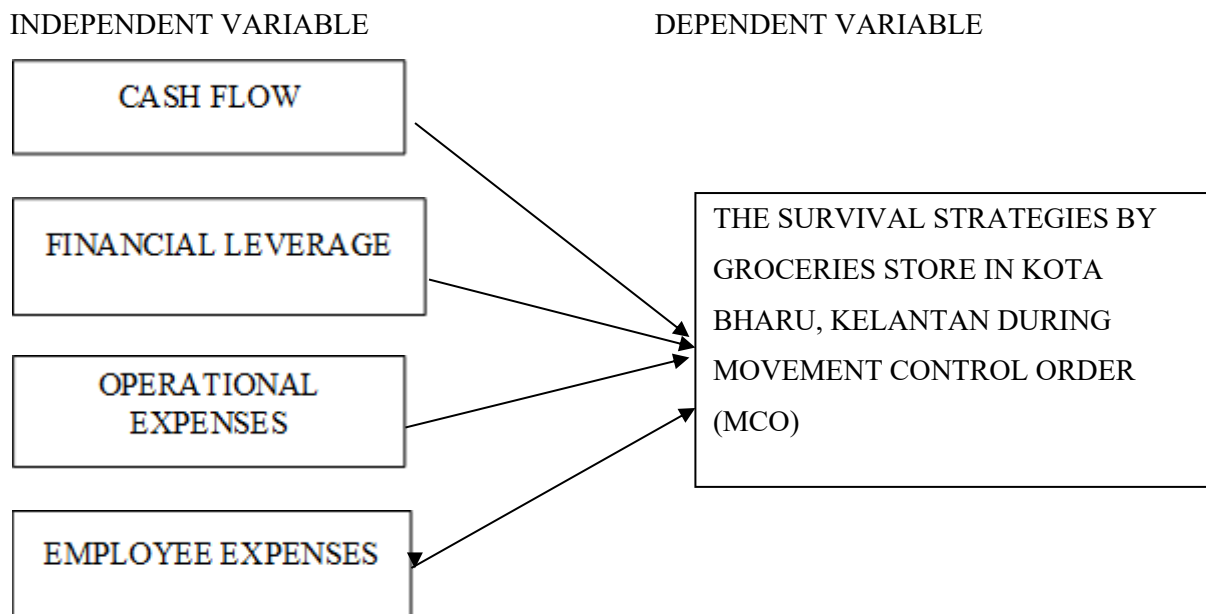 INDEPENDENT VARIABLE
DEPENDENT VARIABLE
CASH FLOW
FINANCIAL LEVERAGE
OPERATIONAL
EXPENSES
EMPLOYEE EXPENSES
THE SURVIVAL STRATEGIES BY
GROCERIES STORE IN KOTA
BHARU, KELANTAN DURING
MOVEMENT CONTROL ORDER
(MCO)